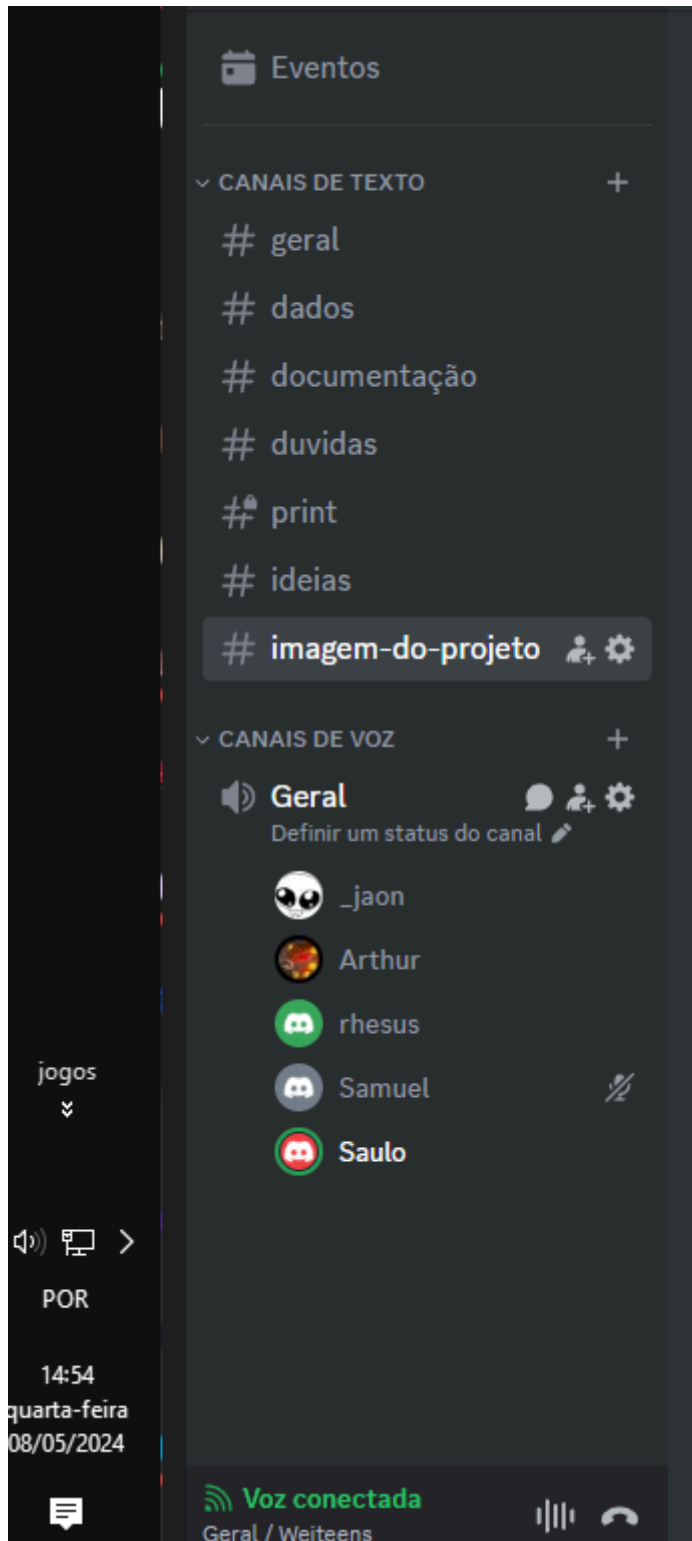 Eventos
CANAIS DE TEXTO
geral
dados
documentação
duvidas
print
ideias
imagem-do-projeto
CANAIS DE VOZ
Geral
Definir um status do canal
_jaon
Arthur
rhesus
Samuel
Saulo
jogos
POR
14:54
quarta-feira
08/05/2024
Voz conectada
Geral / Weiteens